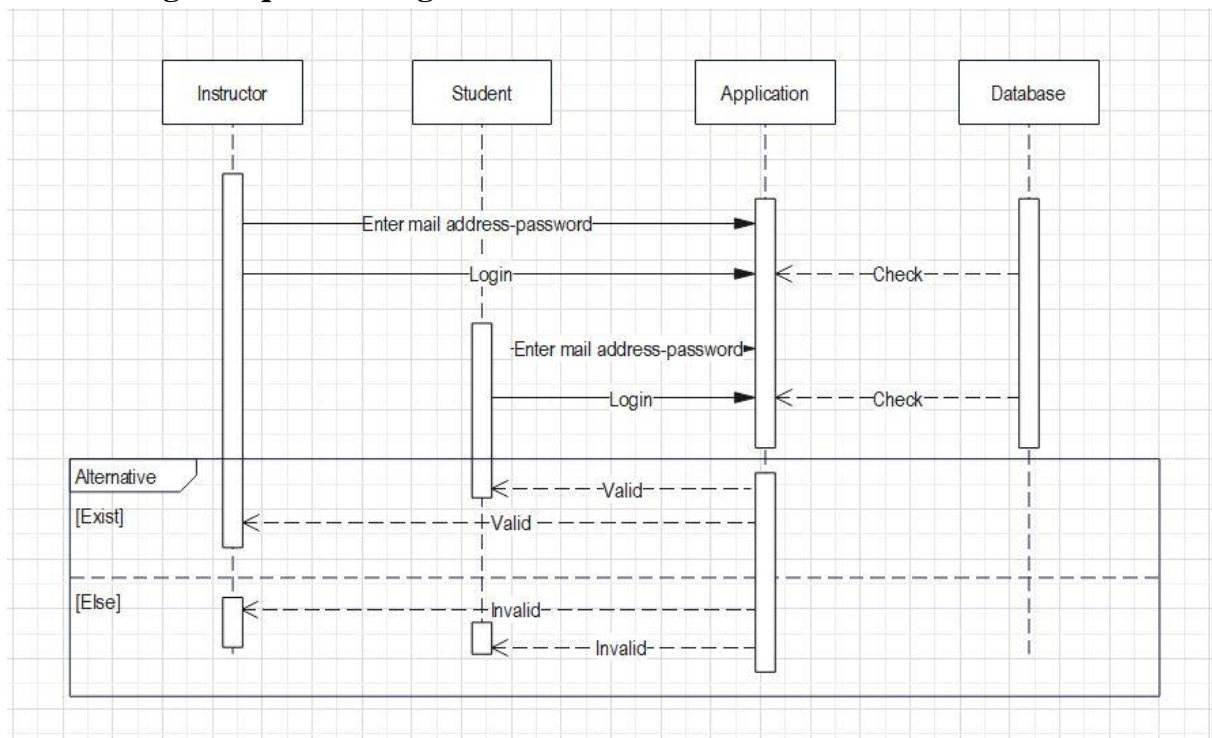 Instructor
Student
Application
Database
Enter mail address-password
Login
Check
Enter mail address-password
Login
Check
Alternative
Valid
[Exist]
Valid
[Else]
Invalid
Invalid